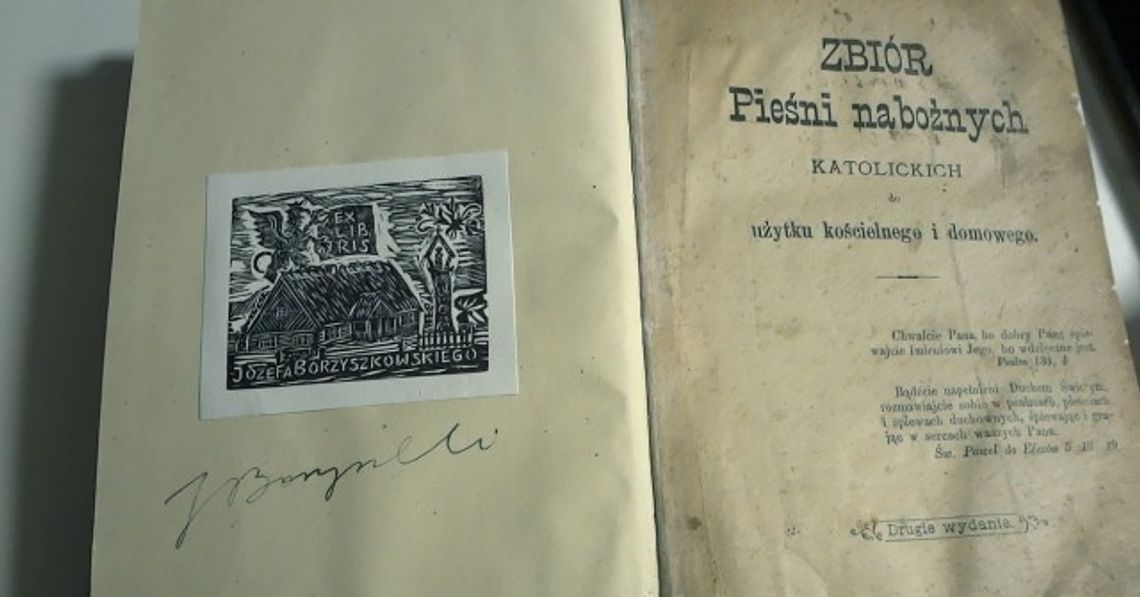 EX
LIB
RIS
JÓZEFA BORZYSZKOWSKIEGO
ZBIÓR
Pieśni nabożnych
KATOLICKICH
do
użytku kościelnego i domowego.
Chwalcie Pana, bo dobry Pan: śpie-
wajcie Imieniowi Jego, bo wdzięczne jest.
Psalm 134, 3
Bądźcie napełnieni Duchem Świętym,
rozmawiając sobie w psalmach, pieśniach
i śpiewach duchownych, śpiewając i gra-
jąc w sercach waszych Panu.
Św. Paweł do Efezów 5 19
Drugie wydanie.